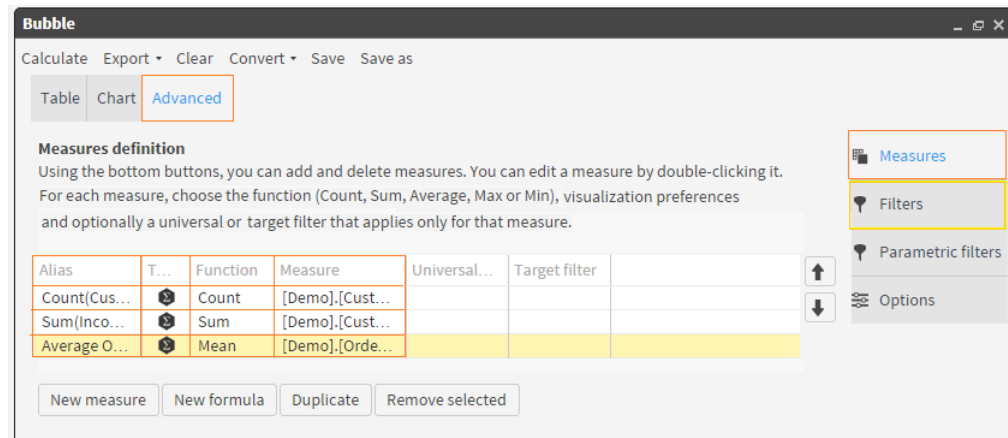 Bubble
Calculate Export Clear Convert Save Save as
Table Chart Advanced
Measures definition
Using the bottom buttons, you can add and delete measures. You can edit a measure by double-clicking it.
For each measure, choose the function (Count, Sum, Average, Max or Min), visualization preferences
and optionally a universal or target filter that applies only for that measure.
Alias T... Function Measure Universal... Target filter
Count(Cus... Count [Demo].[Cust...
Sum(Inco... Sum [Demo].[Cust...
Average O... Mean [Demo].[Orde...
New measure New formula Duplicate Remove selected
Measures
Filters
Parametric filters
Options